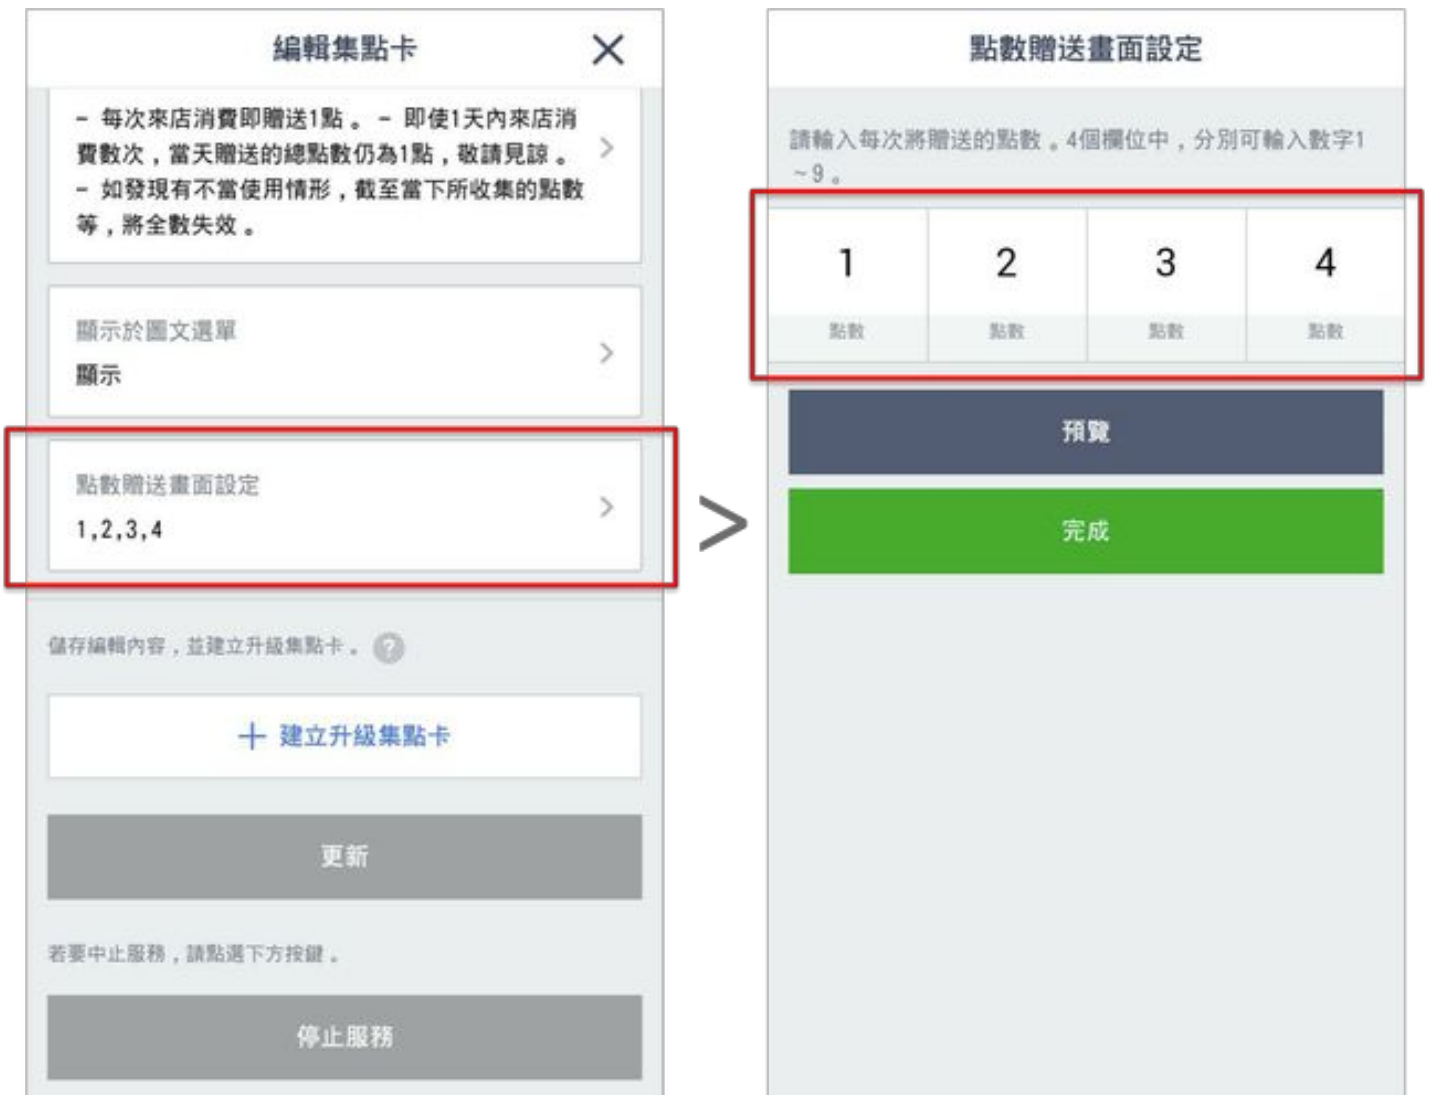 編輯集點卡
- 每次來店消費即贈送1點。 - 即使1天內來店消
費數次，當天贈送的總點數仍為1點，敬請見諒。
- 如發現有不當使用情形，截至當下所收集的點數
等，將全數失效。
顯示於圖文選單
顯示
點數贈送畫面設定
1,2,3,4
儲存編輯內容，並建立升級集點卡。 ?
+ 建立升級集點卡
更新
若要中止服務，請點選下方按鍵。
停止服務
>
點數贈送畫面設定
請輸入每次將贈送的點數。4個欄位中，分別可輸入數字1
~9。
1 2 3 4
點數 點數 點數 點數
預覽
完成